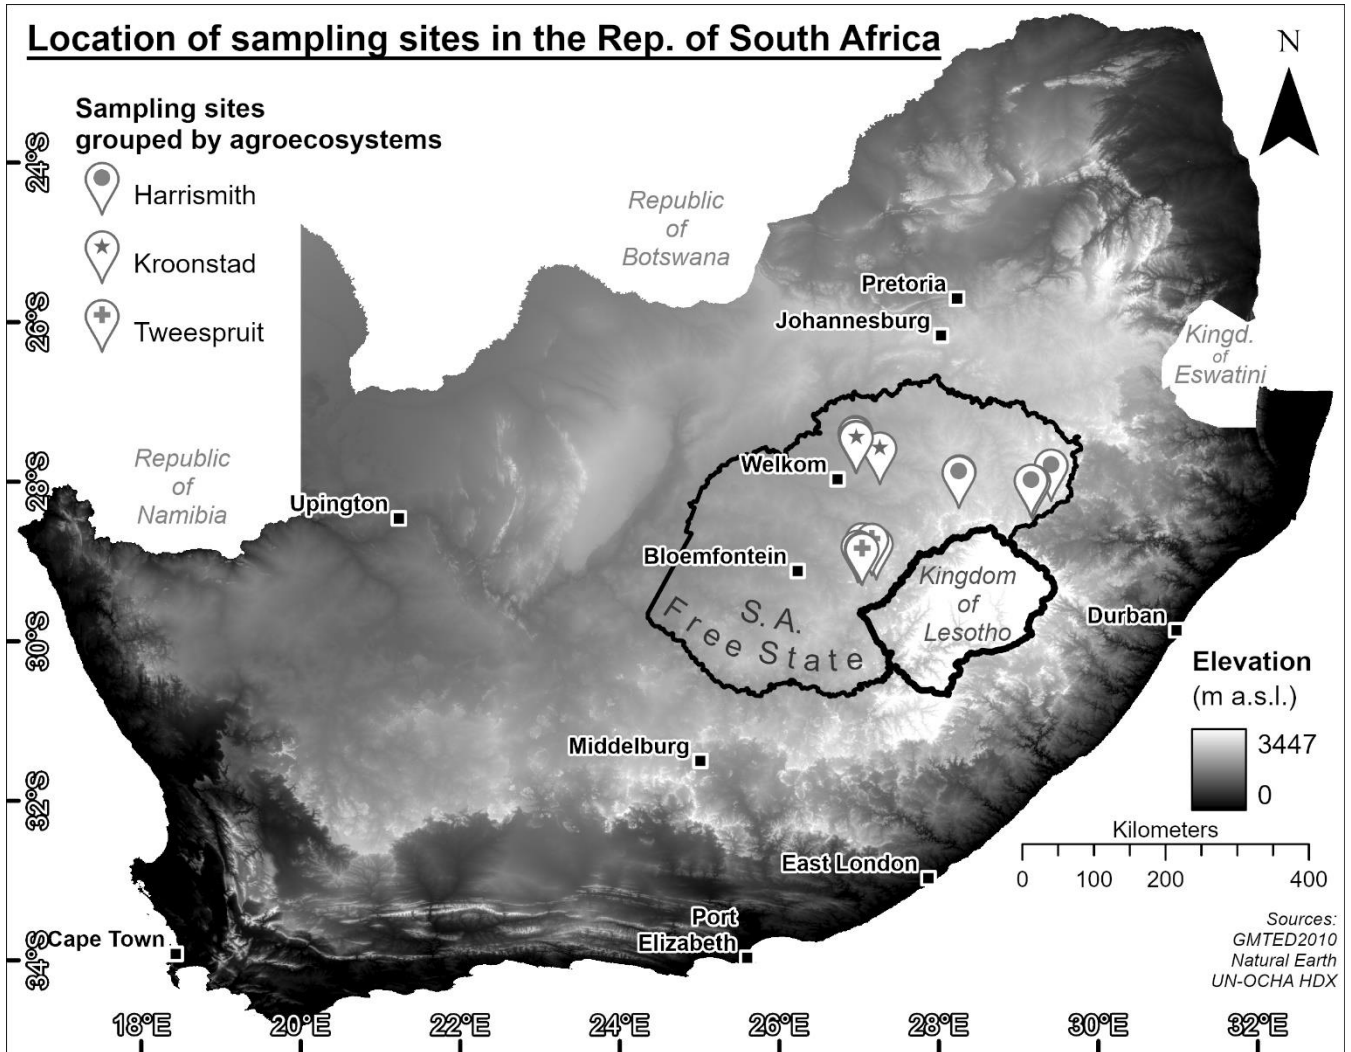 Location of sampling sites in the Rep. of South Africa
N
Sampling sites
grouped by agroecosystems
Harrismith
Kroonstad
Tweespruit
24°S
26°S
28°S
30°S
32°S
34°S
Republic
of
Botswana
Pretoria
Johannesburg
Kingd.
of
Eswatini
Republic
of
Namibia
Upington
Welkom
Bloemfontein
S. A.
Free State
Kingdom
of
Lesotho
Durban
Middelburg
East London
Port
Elizabeth
Cape Town
Elevation
(m a.s.l.)
3447
0
Kilometers
0 100 200 400
Sources:
GMTED2010
Natural Earth
UN-OCHA HDX
18°E 20°E 22°E 24°E 26°E 28°E 30°E 32°E